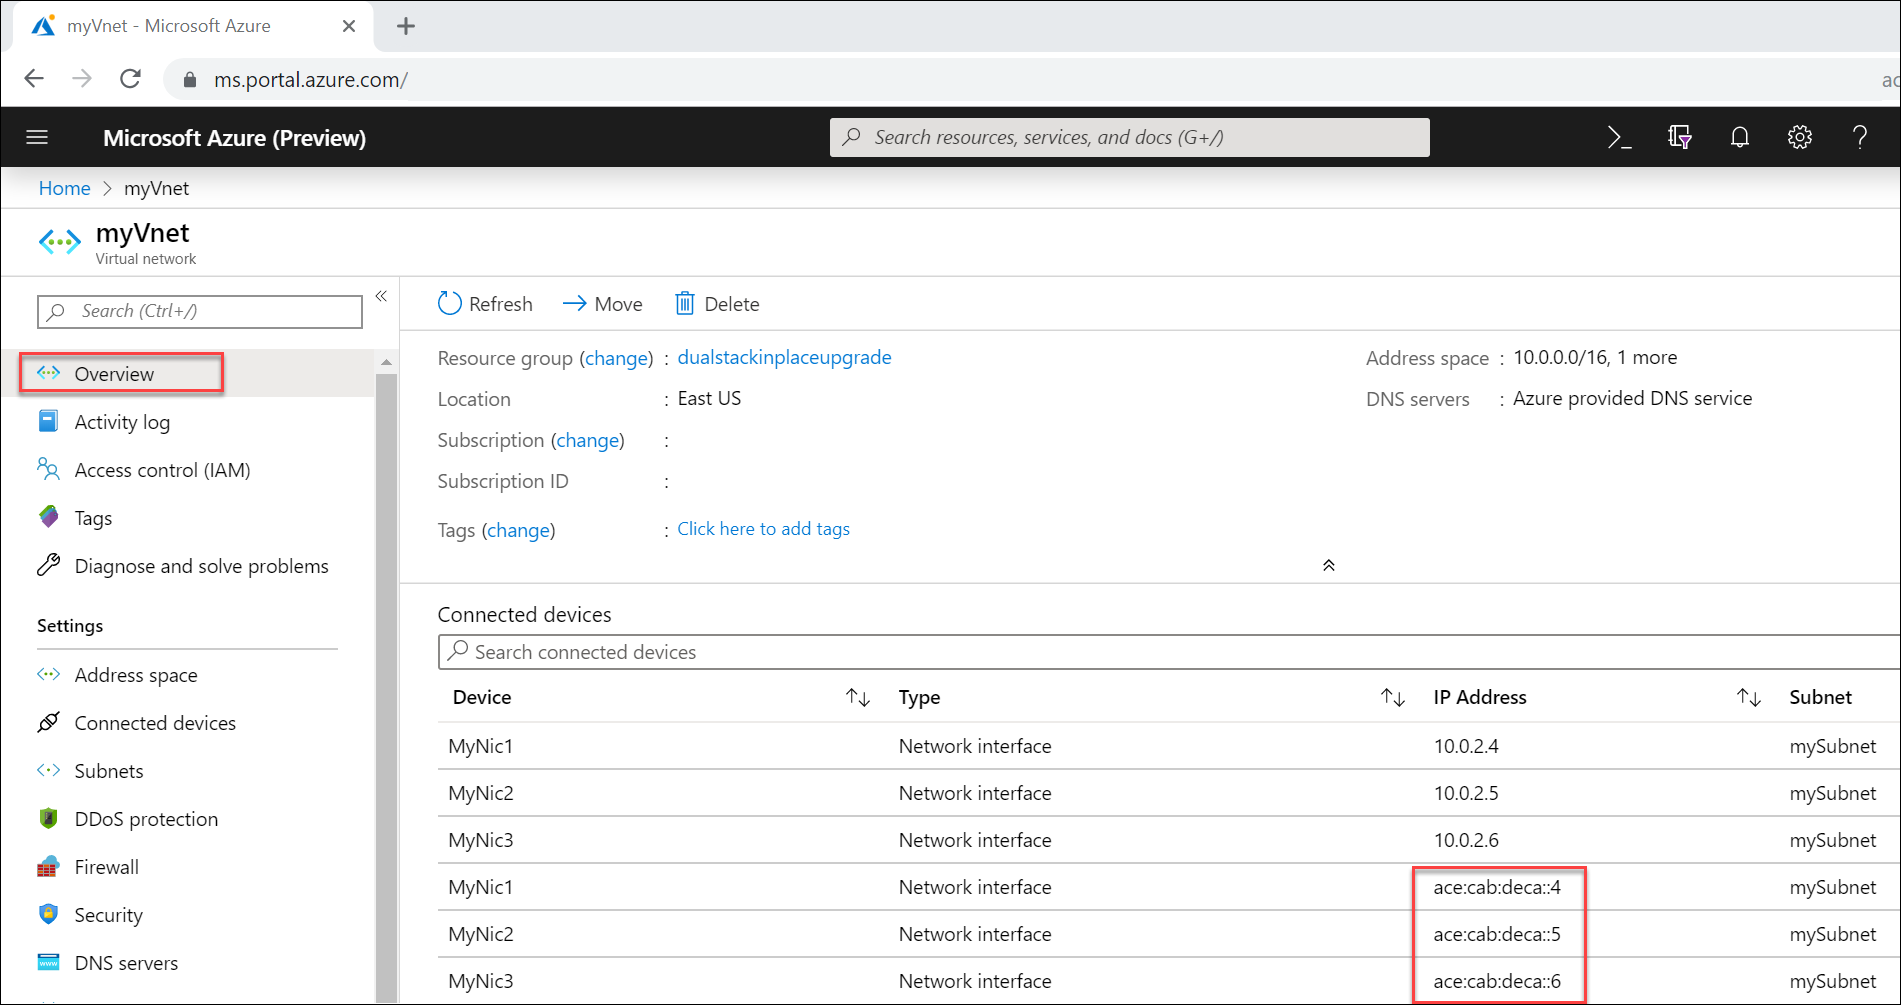 myVnet - Microsoft Azure
ms.portal.azure.com/
ac
Microsoft Azure (Preview)
Search resources, services, and docs (G+/)
Home > myVnet
myVnet
Virtual network
Search (Ctrl+/)
Overview
Activity log
Access control (IAM)
Tags
Diagnose and solve problems
Settings
Address space
Connected devices
Subnets
DDoS protection
Firewall
Security
DNS servers
Refresh Move Delete
Resource group (change) : dualstackinplaceupgrade
Location : East US
Subscription (change) :
Subscription ID :
Tags (change) : Click here to add tags
Address space : 10.0.0.0/16, 1 more
DNS servers : Azure provided DNS service
Connected devices
Search connected devices
Device Type IP Address Subnet
MyNic1 Network interface 10.0.2.4 mySubnet
MyNic2 Network interface 10.0.2.5 mySubnet
MyNic3 Network interface 10.0.2.6 mySubnet
MyNic1 Network interface ace:cab:deca::4 mySubnet
MyNic2 Network interface ace:cab:deca::5 mySubnet
MyNic3 Network interface ace:cab:deca::6 mySubnet